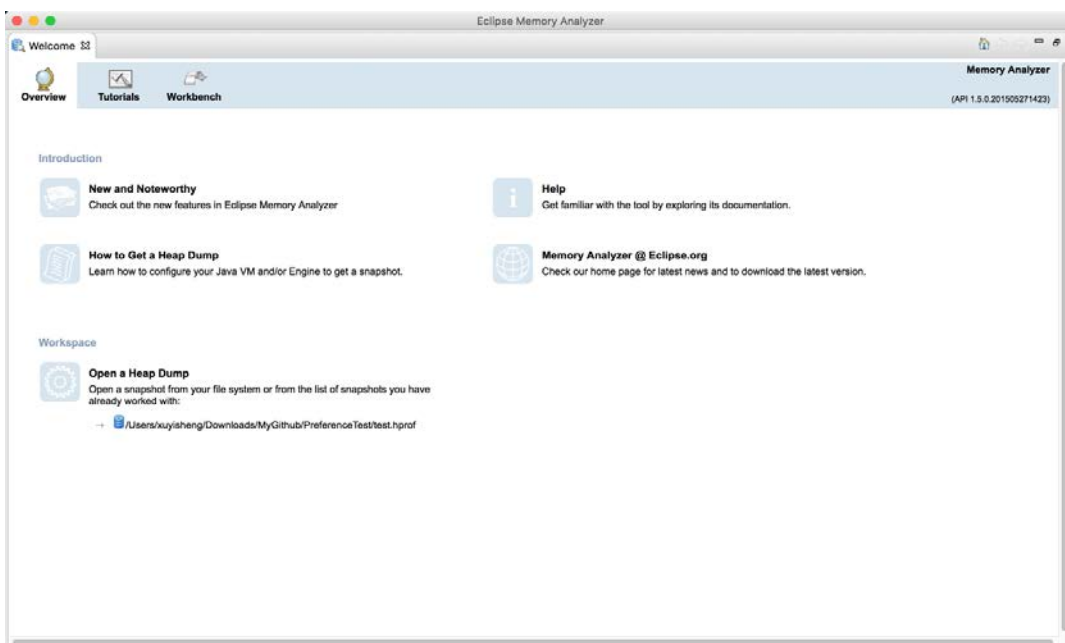 Eclipse Memory Analyzer
Welcome
Memory Analyzer
Overview
Tutorials
Workbench
(API 1.5.0.201505271423)
Introduction
New and Noteworthy
Check out the new features in Eclipse Memory Analyzer
Help
Get familiar with the tool by exploring its documentation.
How to Get a Heap Dump
Learn how to configure your Java VM and/or Engine to get a snapshot.
Memory Analyzer @ Eclipse.org
Check our home page for latest news and to download the latest version.
Workspace
Open a Heap Dump
Open a snapshot from your file system or from the list of snapshots you have
already worked with:
→ /Users/xuyisheng/Downloads/MyGithub/PreferenceTest/test.hprof